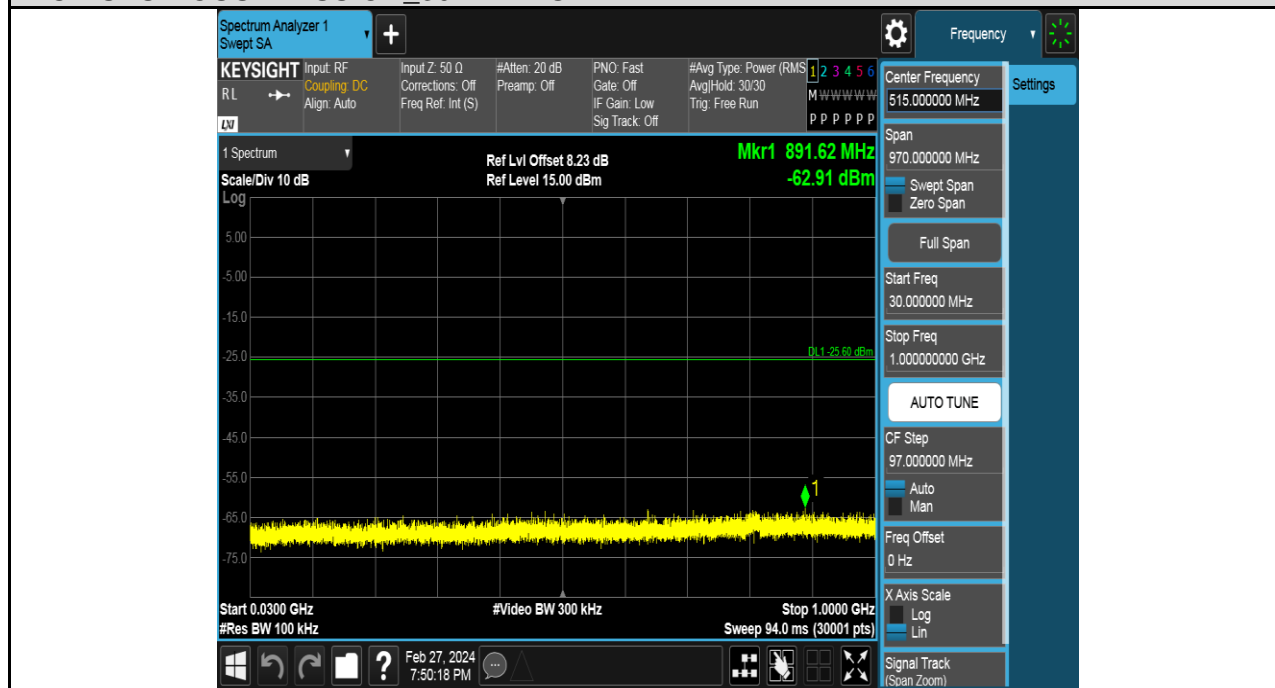 Spectrum Analyzer 1
Swept SA
+
Frequency
KEYSIGHT
RL
LXI
Input: RF
Coupling: DC
Align: Auto
Input Z: 50 Ω
Corrections: Off
Freq Ref: Int (S)
#Atten: 20 dB
Preamp: Off
PNO: Fast
Gate: Off
IF Gain: Low
Sig Track: Off
#Avg Type: Power (RMS
Avg|Hold: 30/30
Trig: Free Run
1 2 3 4 5 6
M W W W W W
P P P P P P
1 Spectrum
Scale/Div 10 dB
Log
Ref Lvl Offset 8.23 dB
Ref Level 15.00 dBm
Mkr1 891.62 MHz
-62.91 dBm
5.00
-5.00
-15.0
-25.0
DL1 -25.60 dBm
-35.0
-45.0
-55.0
1
-65.0
-75.0
Start 0.0300 GHz
#Res BW 100 kHz
#Video BW 300 kHz
Stop 1.0000 GHz
Sweep 94.0 ms (30001 pts)
Center Frequency
515.000000 MHz
Settings
Span
970.000000 MHz
Swept Span
Zero Span
Full Span
Start Freq
30.000000 MHz
Stop Freq
1.000000000 GHz
AUTO TUNE
CF Step
97.000000 MHz
Auto
Man
Freq Offset
0 Hz
X Axis Scale
Log
Lin
Signal Track
(Span Zoom)
?
Feb 27, 2024
7:50:18 PM